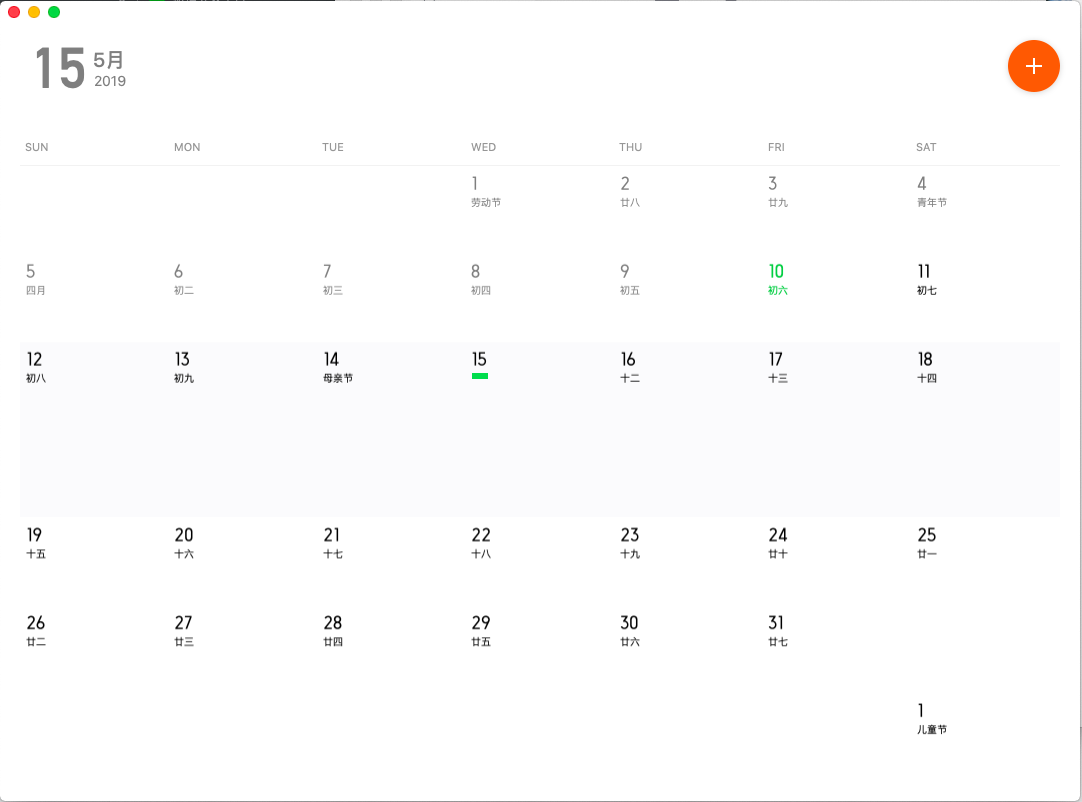 15 5月
2019
SUN MON TUE WED THU FRI SAT
1 2 3 4
劳动节 廿八 廿九 青年节
5 6 7 8 9 10 11
四月 初二 初三 初四 初五 初六 初七
12 13 14 15 16 17 18
初八 初九 母亲节 十二 十三 十四
19 20 21 22 23 24 25
十五 十六 十七 十八 十九 廿十 廿一
26 27 28 29 30 31
廿二 廿三 廿四 廿五 廿六 廿七
1
儿童节